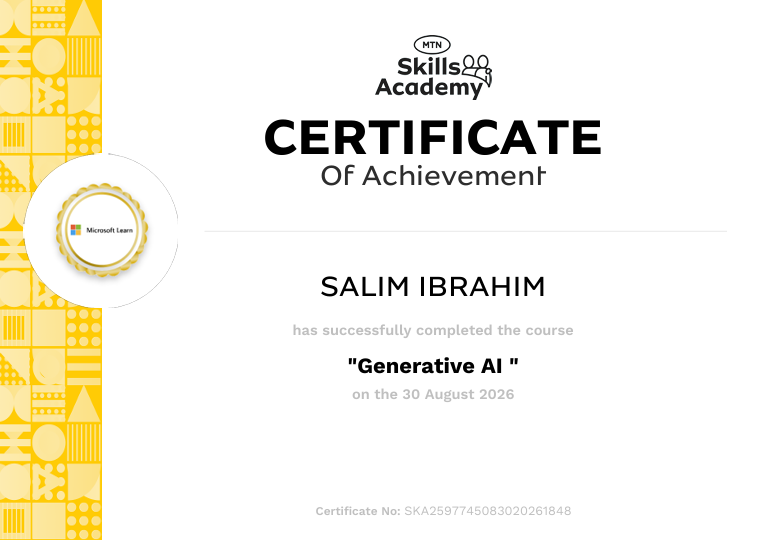 MTN
Skills
Academy
CERTIFICATE
Of Achievement
Microsoft Learn
SALIM IBRAHIM
has successfully completed the course
"Generative AI "
on the 30 August 2026
Certificate No: SKA2597745083020261848